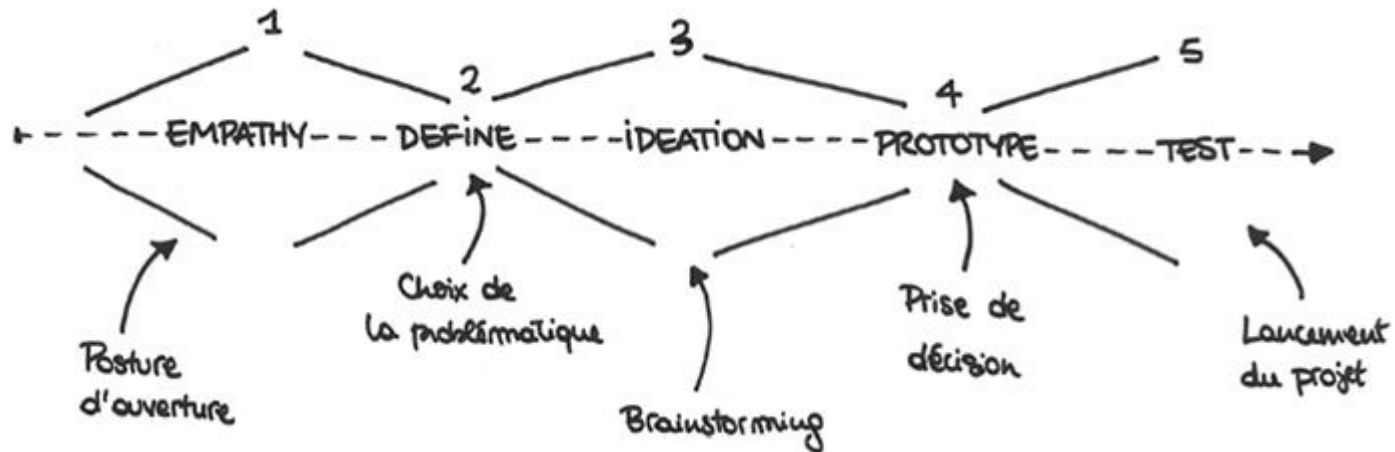 1
2
3
4
5
EMPATHY
DEFINE
IDEATION
PROTOTYPE
TEST
Posture
d'ouverture
Choix de
la problématique
Brainstorming
Prise de
décision
Lancement
du projet